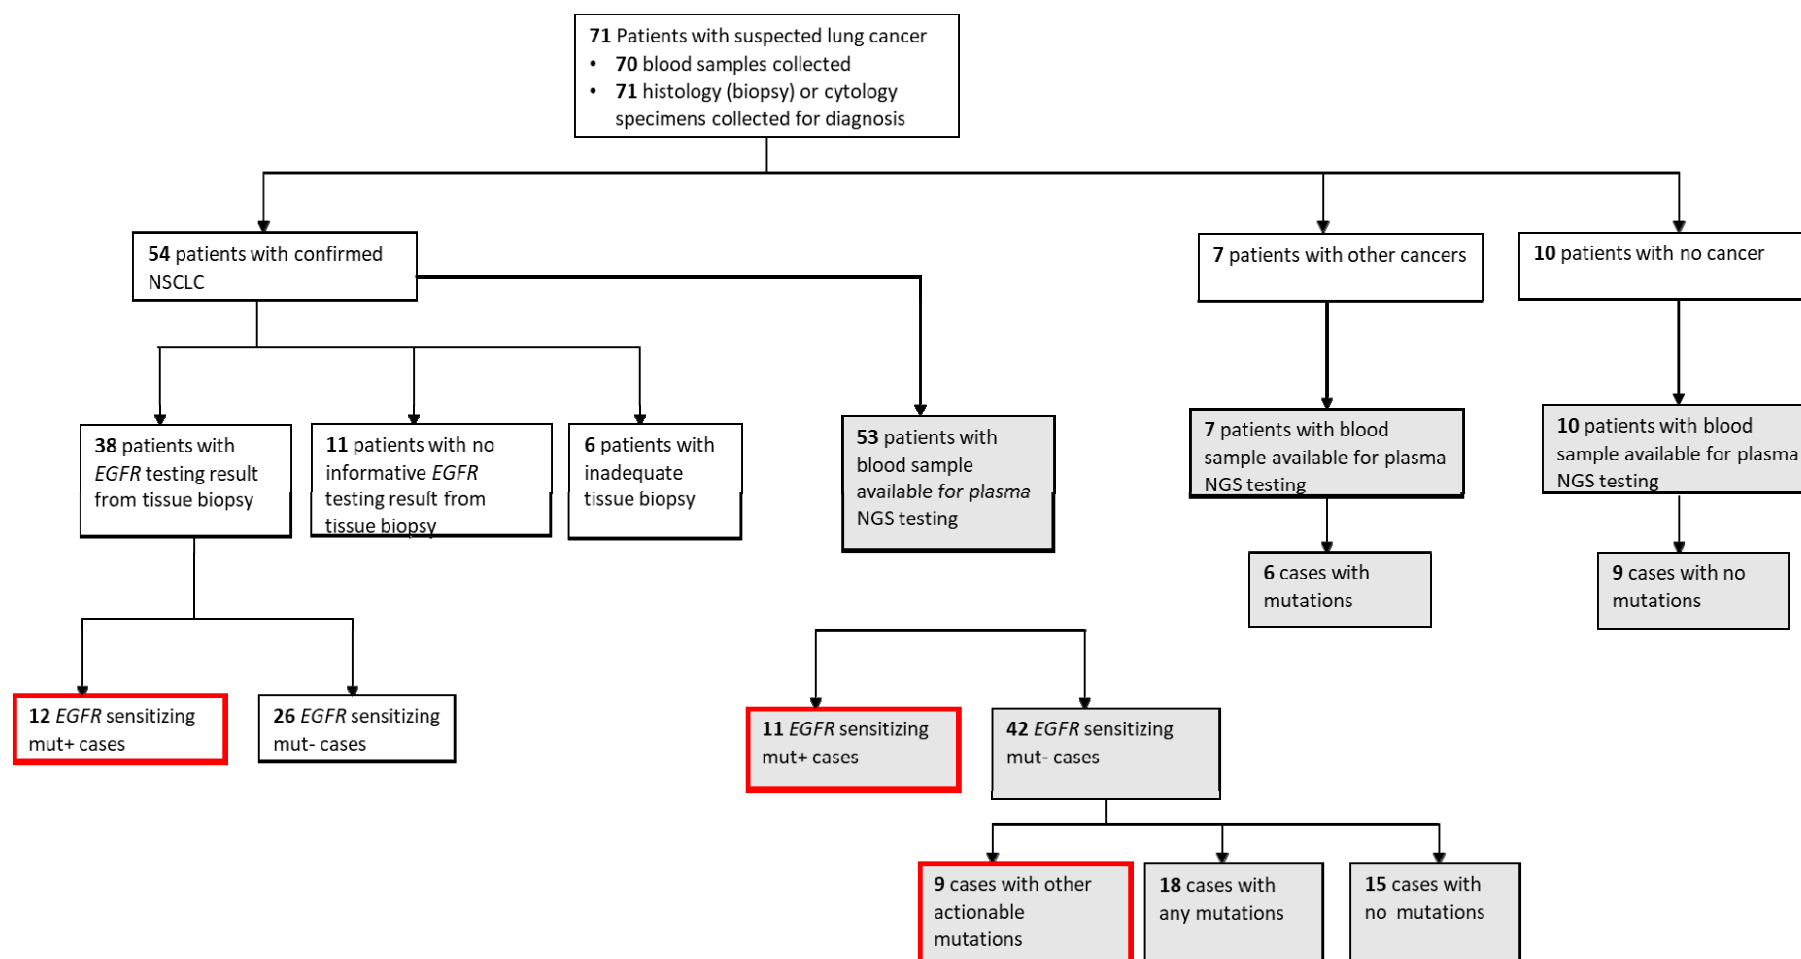 71 Patients with suspected lung cancer
• 70 blood samples collected
• 71 histology (biopsy) or cytology
specimens collected for diagnosis
54 patients with confirmed
NSCLC
7 patients with other cancers
10 patients with no cancer
38 patients with
EGFR testing result
from tissue biopsy
11 patients with no
informative EGFR
testing result from
tissue biopsy
6 patients with
inadequate
tissue biopsy
53 patients with
blood sample
available for plasma
NGS testing
7 patients with blood
sample available for plasma
NGS testing
10 patients with blood
sample available for plasma
NGS testing
6 cases with
mutations
9 cases with no
mutations
12 EGFR sensitizing
mut+ cases
26 EGFR sensitizing
mut- cases
11 EGFR sensitizing
mut+ cases
42 EGFR sensitizing
mut- cases
9 cases with other
actionable
mutations
18 cases with
any mutations
15 cases with
no mutations